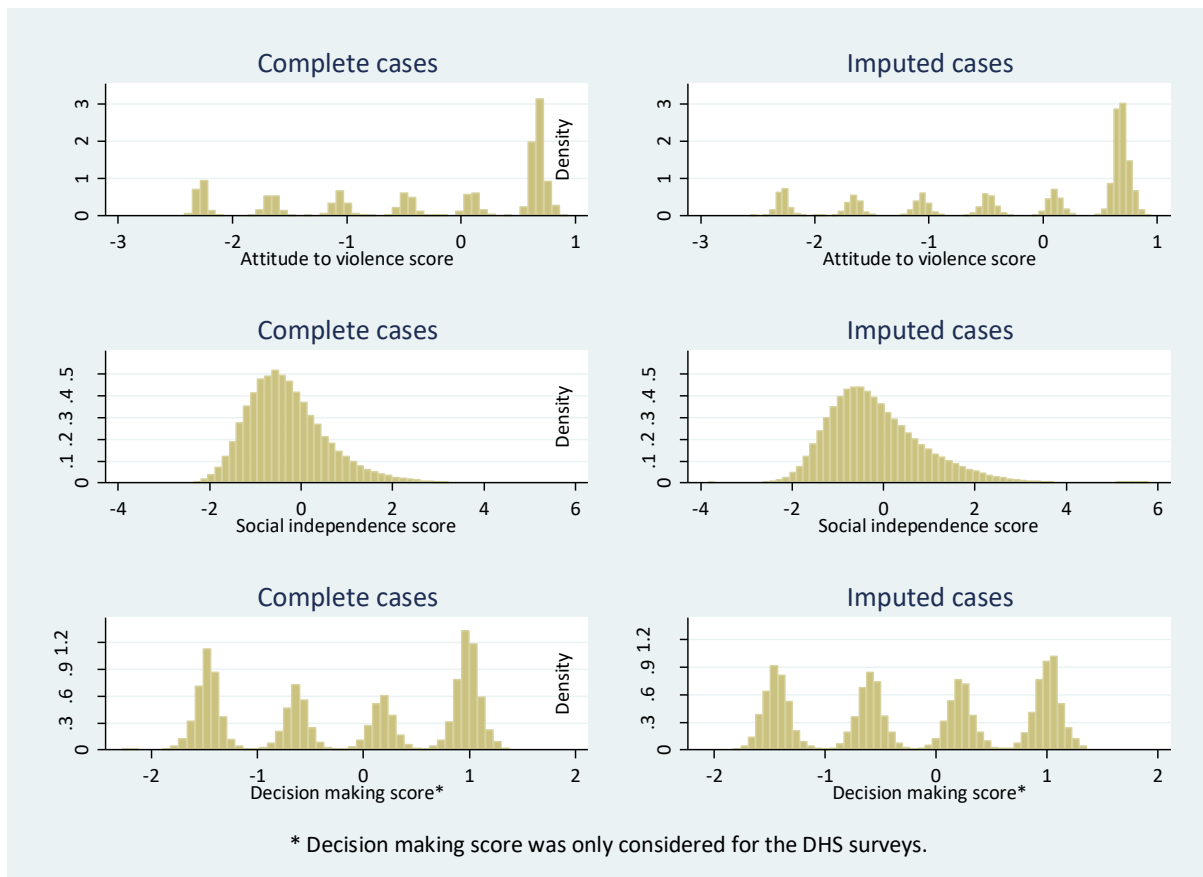 Complete cases Imputed cases
0 1 2 3
Density
0 1 2 3
-3 -2 -1 0 1
-3 -2 -1 0 1
Attitude to violence score Attitude to violence score
Complete cases Imputed cases
0 .1 .2 .3 .4 .5
Density
0 .1 .2 .3 .4 .5
-4 -2 0 2 4 6
-4 -2 0 2 4 6
Social independence score Social independence score
Complete cases Imputed cases
0 .3 .6 .9 1.2
Density
0 .3 .6 .9 1.2
-2 -1 0 1 2
-2 -1 0 1 2
Decision making score* Decision making score*
* Decision making score was only considered for the DHS surveys.